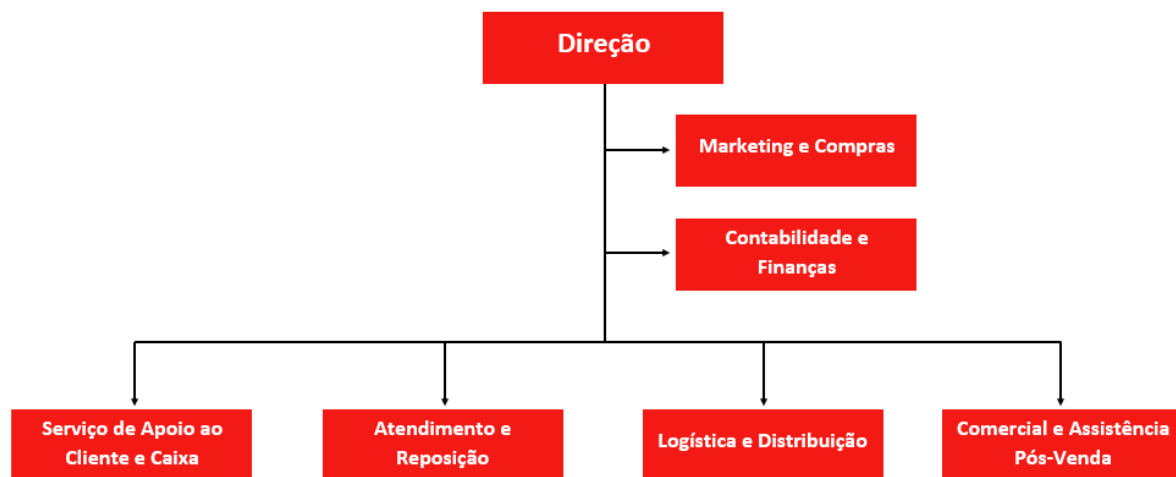 Direção
Marketing e Compras
Contabilidade e
Finanças
Serviço de Apoio ao
Cliente e Caixa
Atendimento e
Reposição
Logística e Distribuição
Comercial e Assistência
Pós-Venda